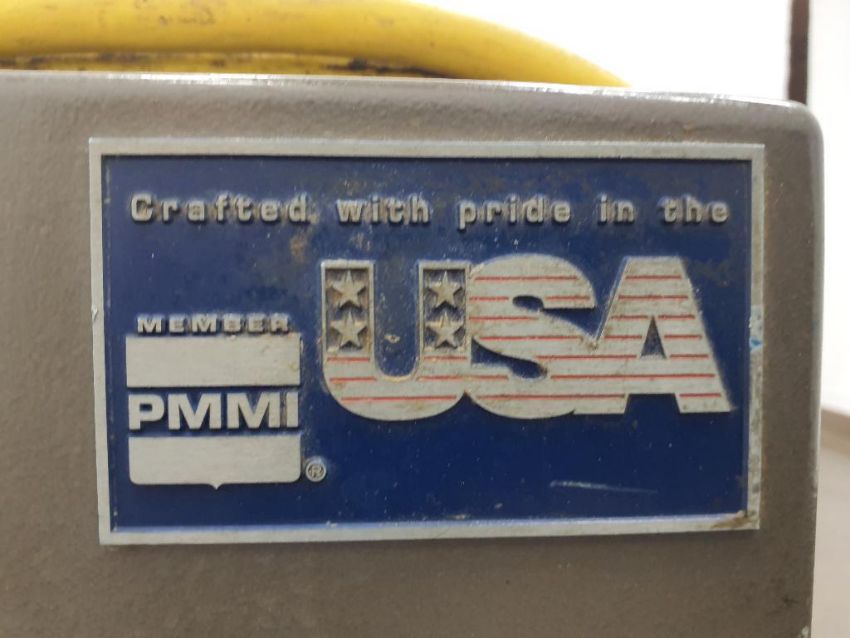 Crafted with pride in the
USA
MEMBER
PMMI
®